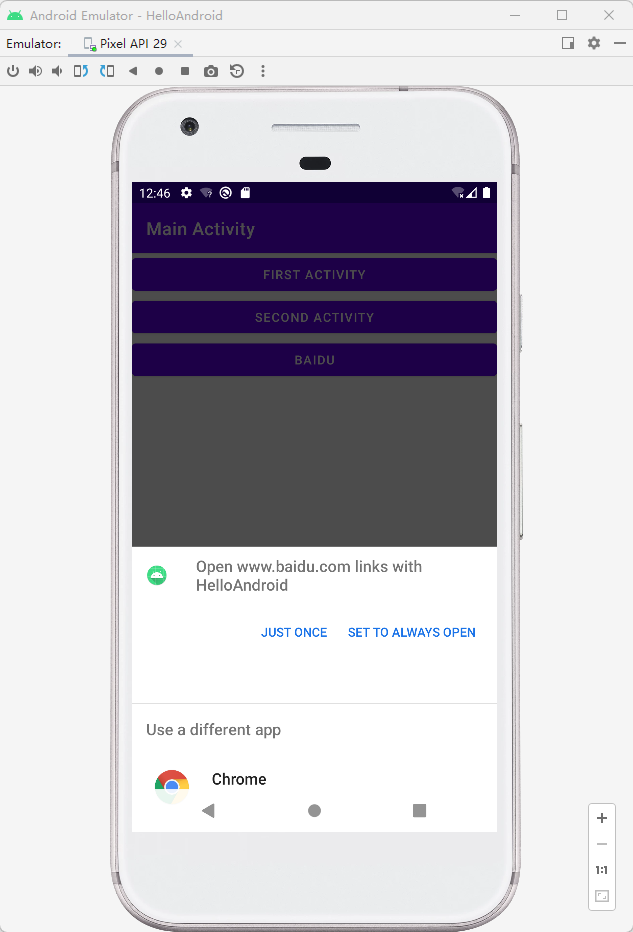 Android Emulator - HelloAndroid
Emulator: Pixel API 29
12:46
Main Activity
FIRST ACTIVITY
SECOND ACTIVITY
BAIDU
Open www.baidu.com links with
HelloAndroid
JUST ONCE SET TO ALWAYS OPEN
Use a different app
Chrome
1:1